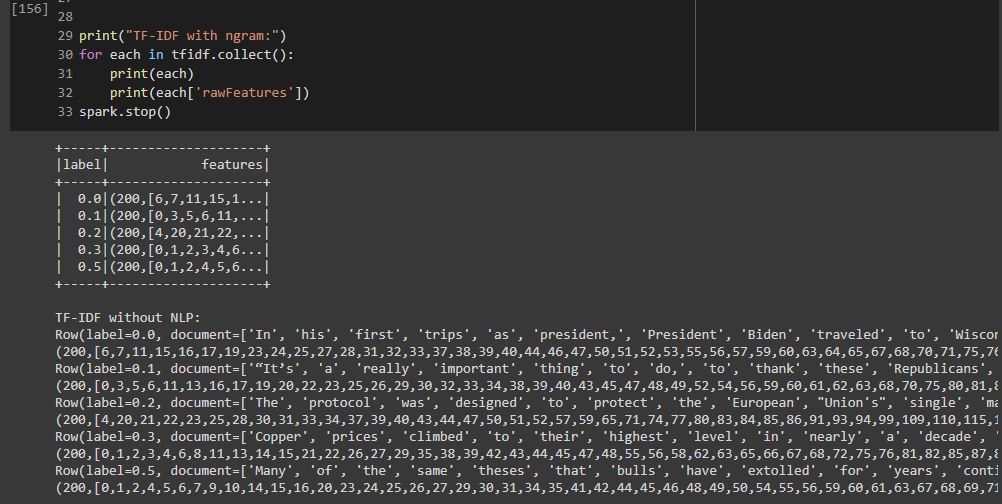 [156]
28
29 print("TF-IDF with ngram:")
30 for each in tfidf.collect():
31     print(each)
32     print(each['rawFeatures'])
33 spark.stop()
+-----+--------------------+
|label|            features|
+-----+--------------------+
|  0.0|(200,[6,7,11,15,1...|
|  0.1|(200,[0,3,5,6,11,...|
|  0.2|(200,[4,20,21,22,...|
|  0.3|(200,[0,1,2,3,4,6...|
|  0.5|(200,[0,1,2,4,5,6...|
+-----+--------------------+
TF-IDF without NLP:
Row(label=0.0, document=['In', 'his', 'first', 'trips', 'as', 'president,', 'President', 'Biden', 'traveled', 'to', 'Wiscon
(200,[6,7,11,15,16,17,19,23,24,25,27,28,31,32,33,37,38,39,40,44,46,47,50,51,52,53,55,56,57,59,60,63,64,65,67,68,70,71,75,76
Row(label=0.1, document=['“It’s', 'a', 'really', 'important', 'thing', 'to', 'do,', 'to', 'thank', 'these', 'Republicans',
(200,[0,3,5,6,11,13,16,17,19,20,22,23,25,26,29,30,32,33,34,38,39,40,43,45,47,48,49,52,54,56,59,60,61,62,63,68,70,75,80,81,8
Row(label=0.2, document=['The', 'protocol', 'was', 'designed', 'to', 'protect', 'the', 'European', "Union's", 'single', 'ma
(200,[4,20,21,22,23,25,28,30,31,33,34,37,39,40,43,44,47,50,51,52,57,59,65,71,74,77,80,83,84,85,86,91,93,94,99,109,110,115,1
Row(label=0.3, document=['Copper', 'prices', 'climbed', 'to', 'their', 'highest', 'level', 'in', 'nearly', 'a', 'decade',
(200,[0,1,2,3,4,6,8,11,13,14,15,21,22,26,27,29,35,38,39,42,43,44,45,47,48,55,56,58,62,63,65,66,67,68,72,75,76,81,82,85,87,8
Row(label=0.5, document=['Many', 'of', 'the', 'same', 'theses', 'that', 'bulls', 'have', 'extolled', 'for', 'years', 'conti
(200,[0,1,2,4,5,6,7,9,10,14,15,16,20,23,24,25,26,27,29,30,31,34,35,41,42,44,45,46,48,49,50,54,55,56,59,60,61,63,67,68,69,71